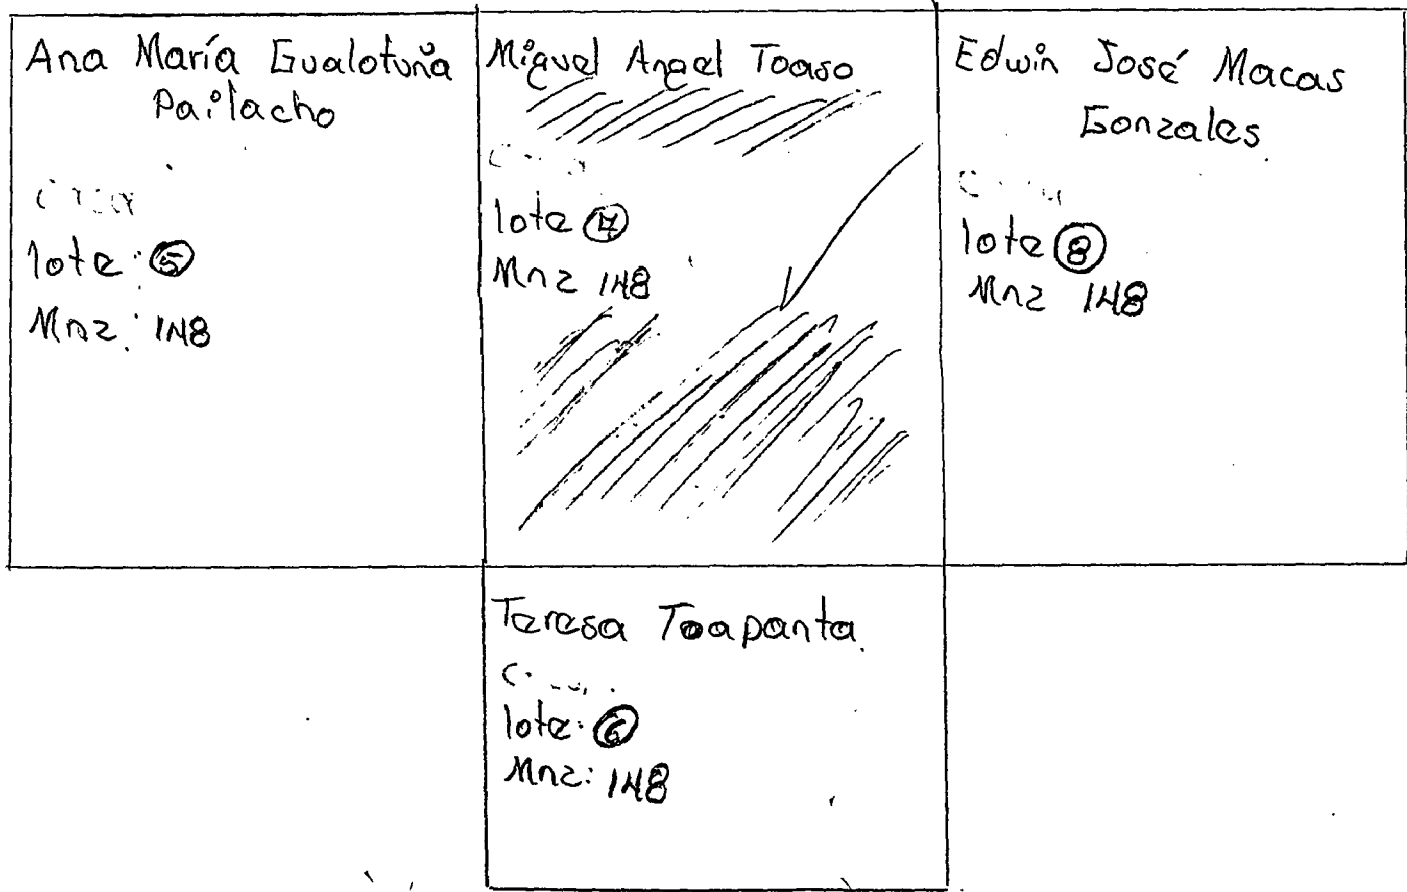 Ana María Gualotuña
Pailacho
lote: 5
Mnz: 148
Miguel Angel Toaso
lote 7
Mnz 148
Edwin José Macas
Gonzales
lote 8
Mnz 148
Teresa Toapanta
lote: 6
Mnz: 148